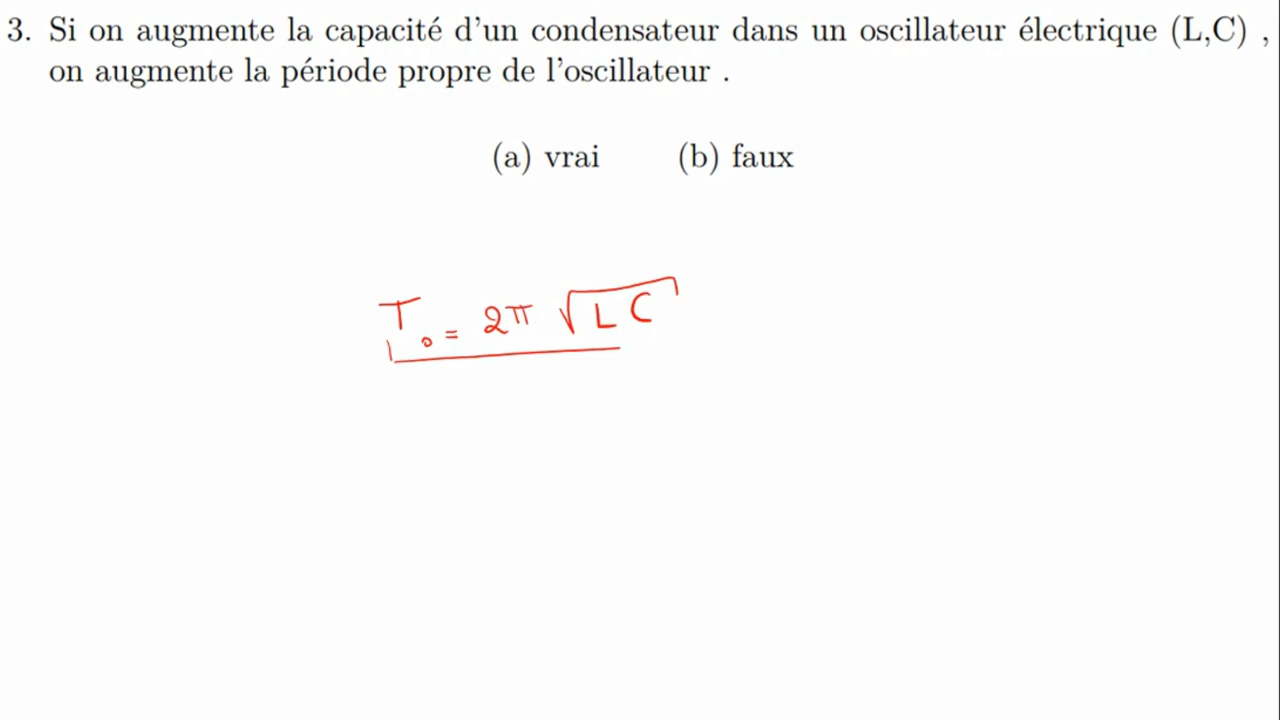 3. Si on augmente la capacité d'un condensateur dans un oscillateur électrique (L,C) ,
on augmente la période propre de l'oscillateur .
(a) vrai (b) faux
T₀ = 2π √LC